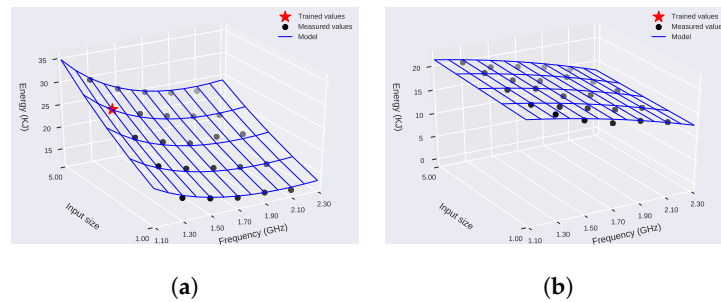 Trained values
Measured values
Model
35
30
25
20
15
Energy (KJ)
5.00
Input size
1.00
1.10
1.30
1.50
1.70
1.90
2.10
2.30
Frequency (GHz)
(a)
Trained values
Measured values
Model
20
15
10
5
0
Energy (KJ)
5.00
Input size
1.00
1.10
1.30
1.50
1.70
1.90
2.10
2.30
Frequency (GHz)
(b)